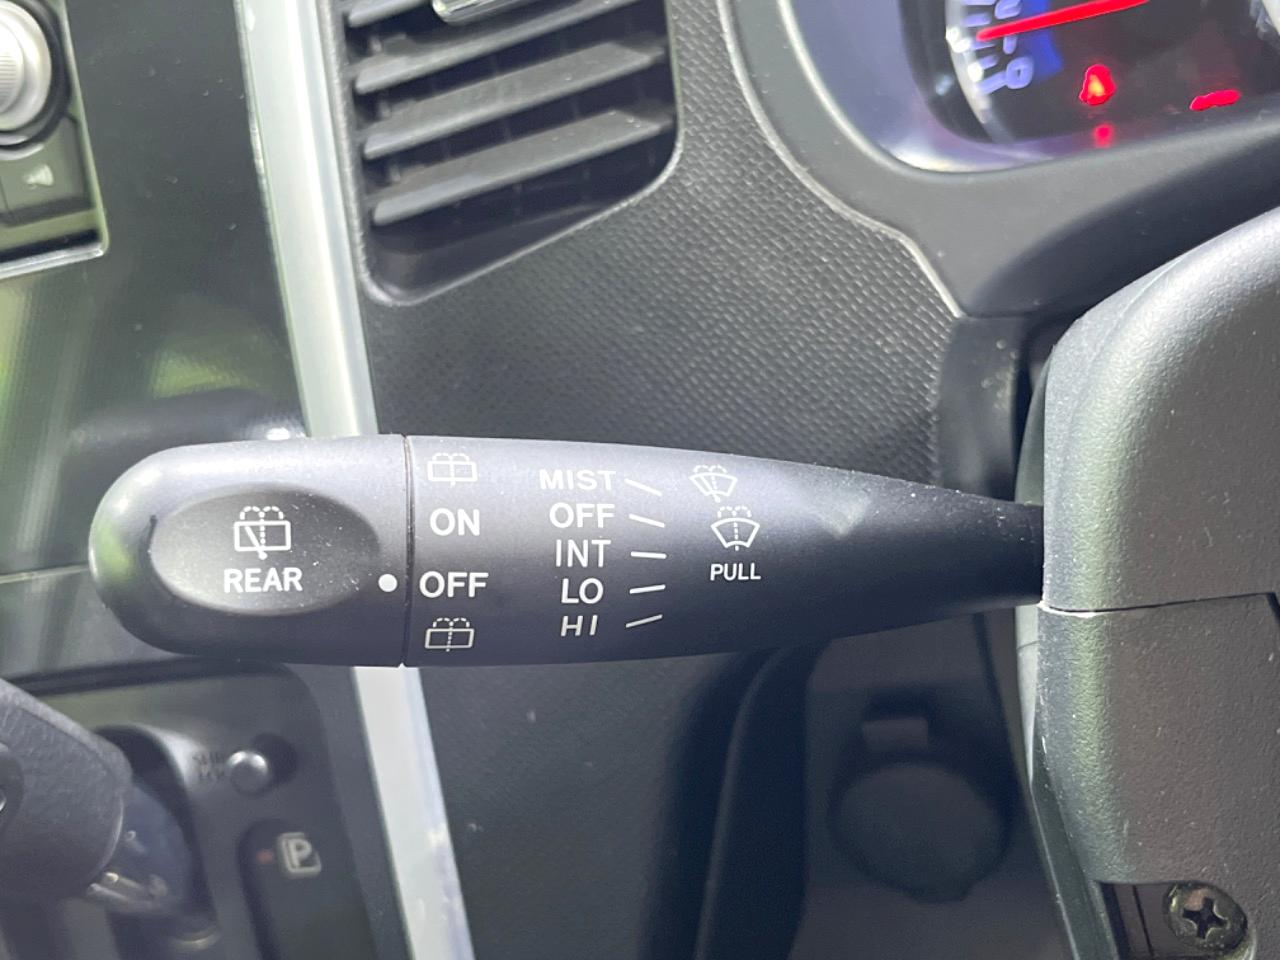 REAR
ON
OFF
MIST
OFF
INT
LO
HI
PULL
P